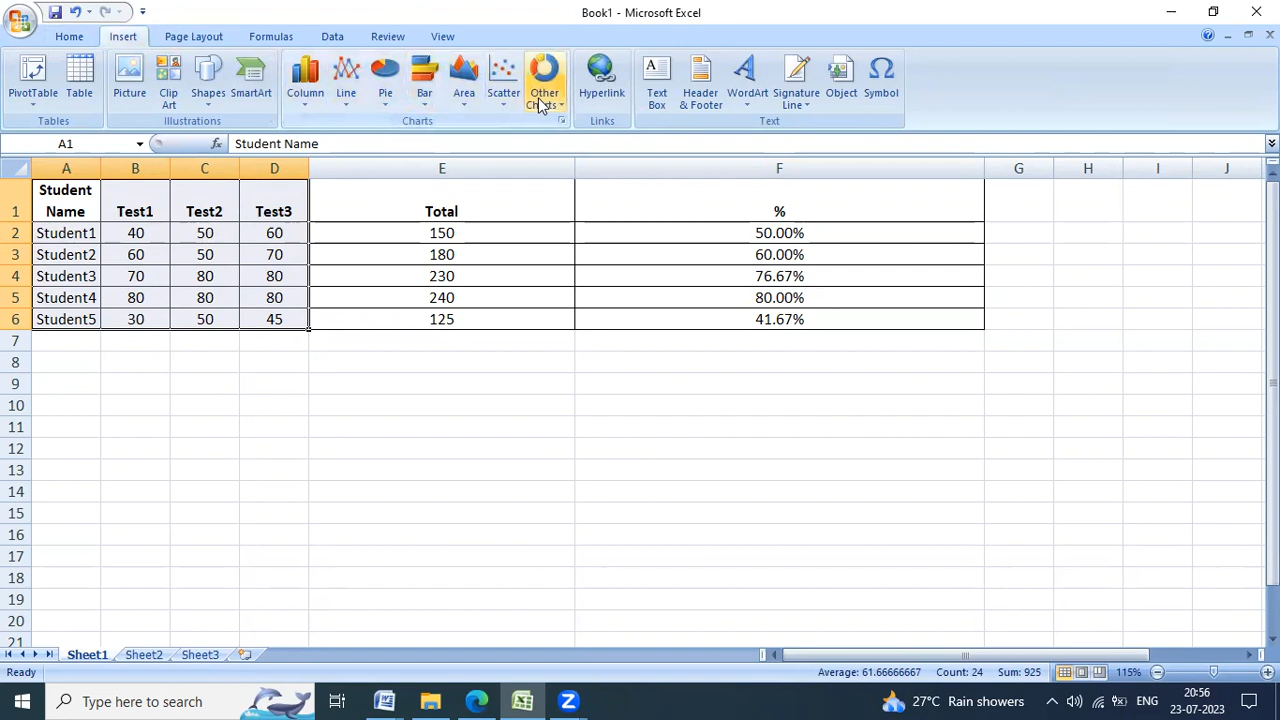 Book1 - Microsoft Excel
Home Insert Page Layout Formulas Data Review View
PivotTable Table Picture Clip Art Shapes SmartArt Column Line Pie Bar Area Scatter Other Charts Hyperlink Text Box Header & Footer WordArt Signature Line Object Symbol
Tables Illustrations Charts Links Text
A1 fx Student Name
A B C D E F G H I J
1 Student Name Test1 Test2 Test3 Total %
2 Student1 40 50 60 150 50.00%
3 Student2 60 50 70 180 60.00%
4 Student3 70 80 80 230 76.67%
5 Student4 80 80 80 240 80.00%
6 Student5 30 50 45 125 41.67%
7
8
9
10
11
12
13
14
15
16
17
18
19
20
21
Sheet1 Sheet2 Sheet3
Ready Average: 61.66666667 Count: 24 Sum: 925 115%
Type here to search 27°C Rain showers ENG 20:56
23-07-2023